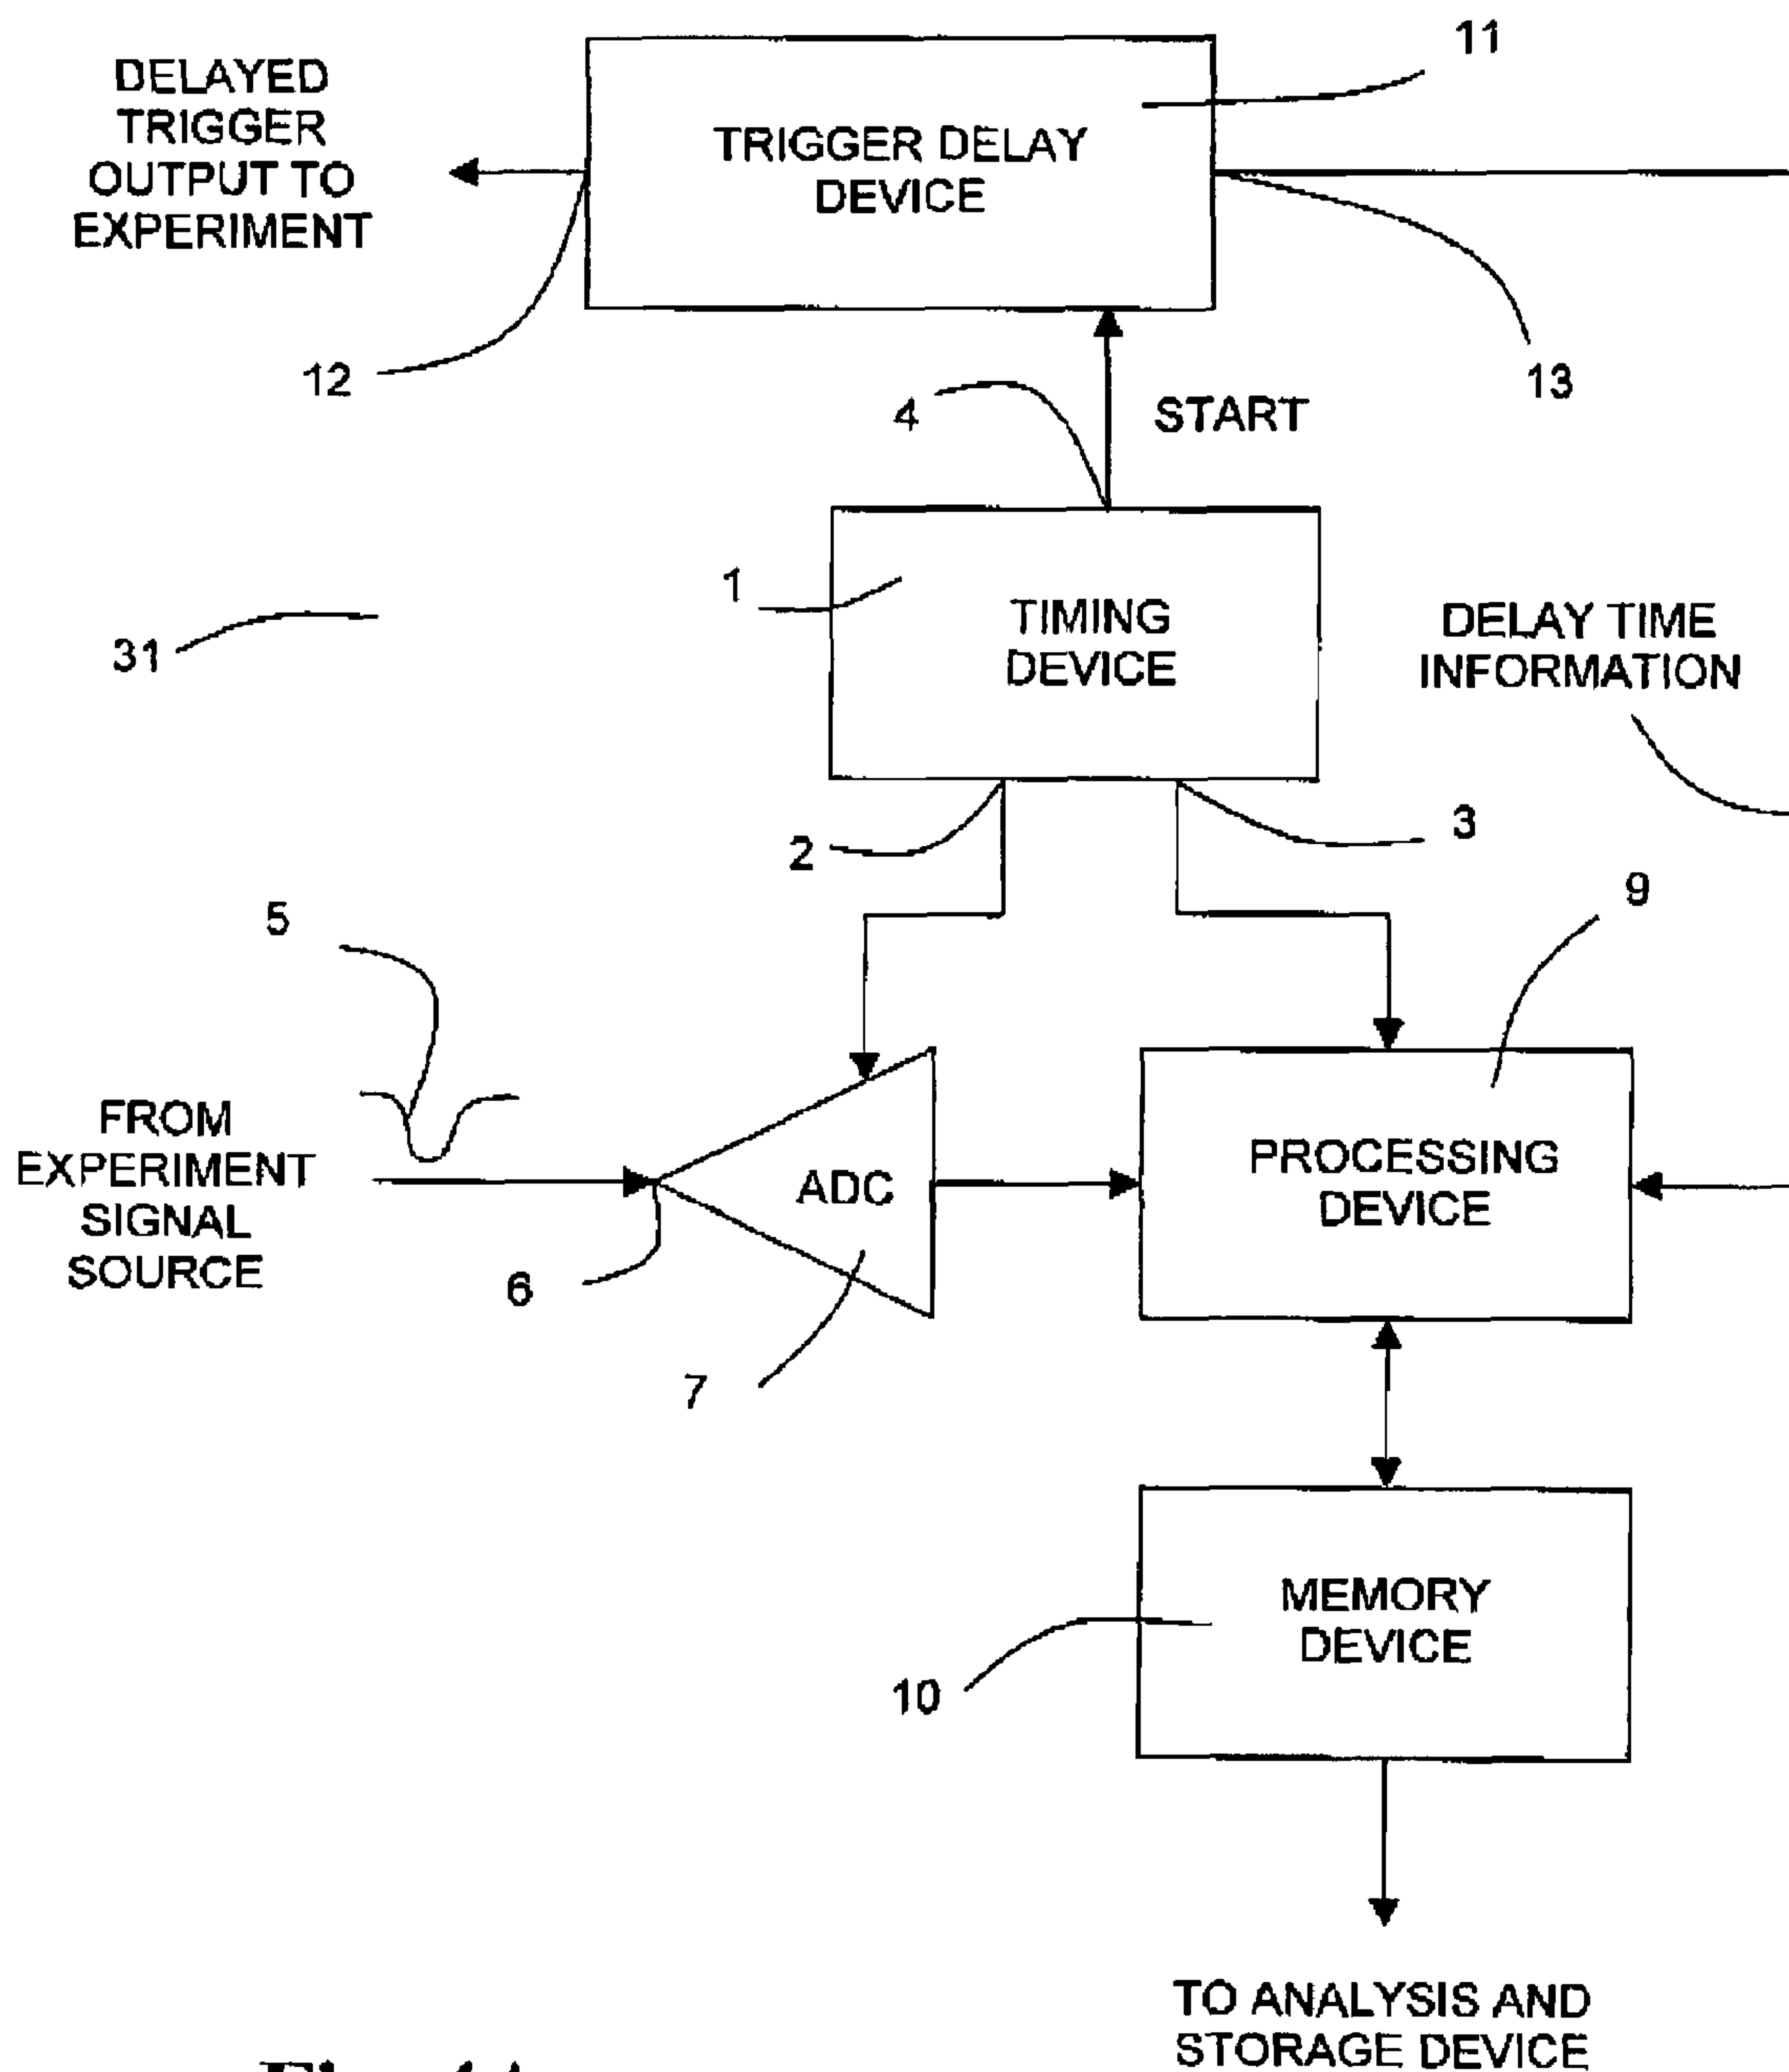 11
DELAYED
TRIGGER
OUTPUT TO
EXPERIMENT
TRIGGER DELAY
DEVICE
12
13
4
START
1
TIMING
DEVICE
31
DELAY TIME
INFORMATION
2
3
5
9
FROM
EXPERIMENT
SIGNAL
SOURCE
ADC
PROCESSING
DEVICE
6
7
MEMORY
DEVICE
10
TO ANALYSIS AND
STORAGE DEVICE